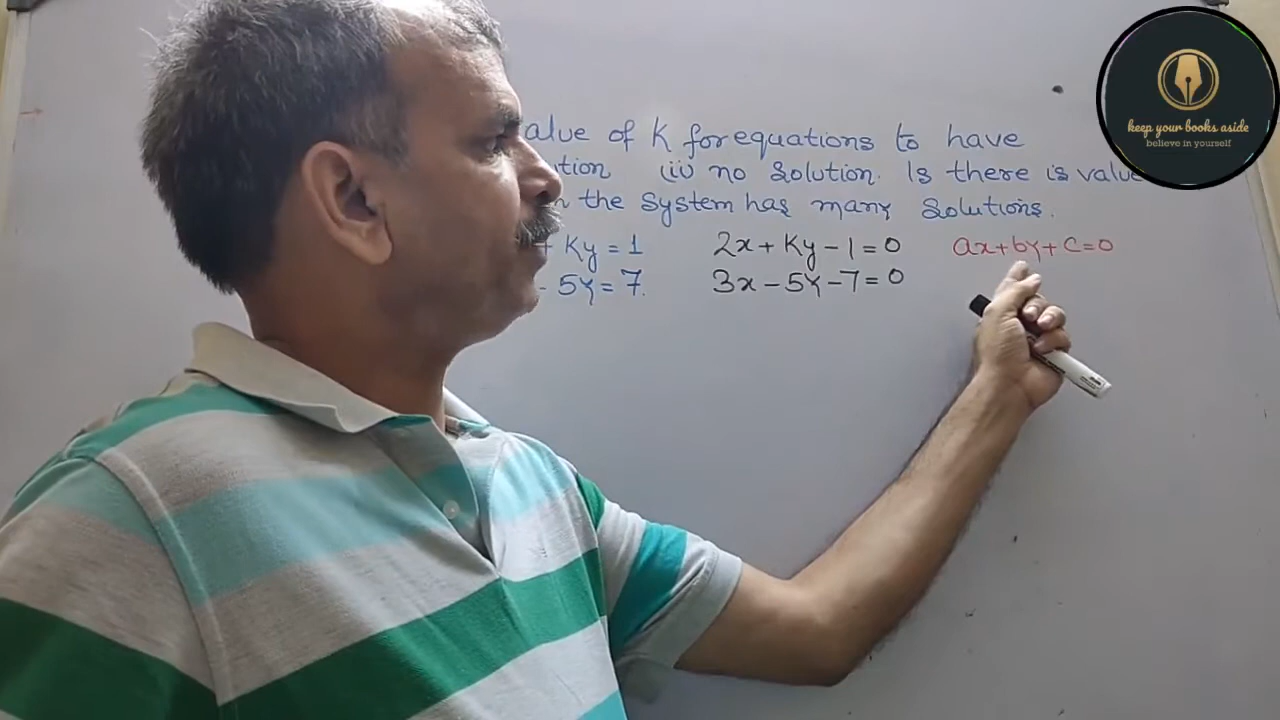 alue of K for equations to have
tion (ii) no solution. Is there is value
the system has many solutions.
+ Ky = 1
- 5y = 7.
2x + Ky - 1 = 0
3x - 5y - 7 = 0
ax + by + c = 0
keep your books aside
believe in yourself